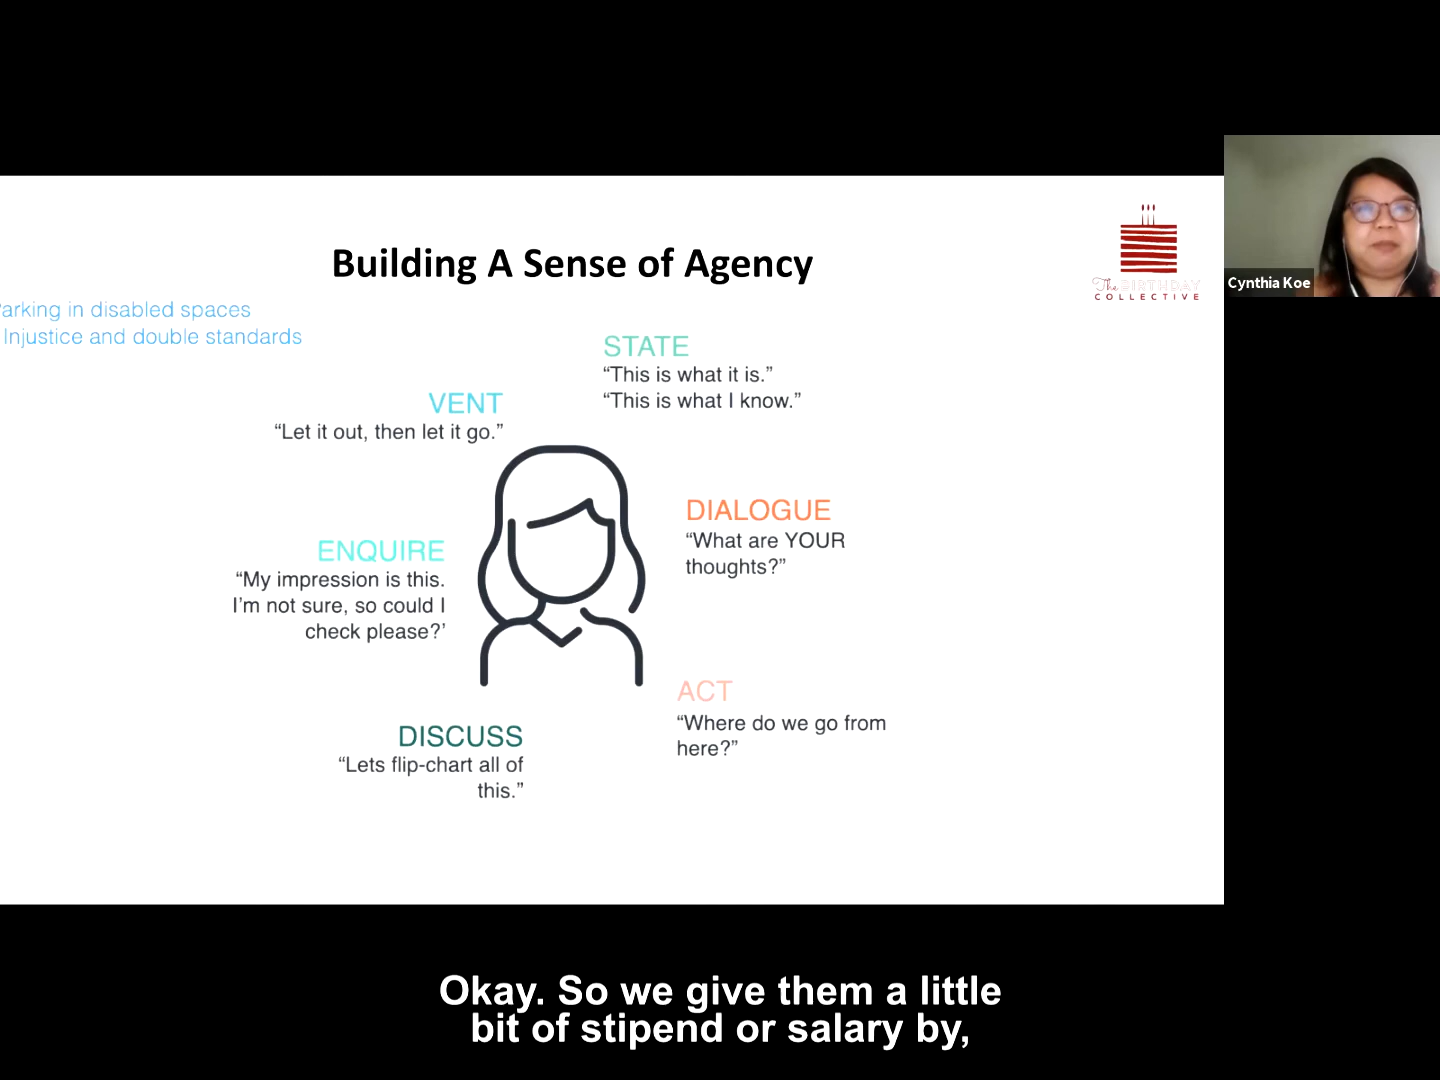 Building A Sense of Agency
The BIRTHDAY
COLLECTIVE
Cynthia Koe
arking in disabled spaces
Injustice and double standards
STATE
“This is what it is.”
“This is what I know.”
VENT
“Let it out, then let it go.”
DIALOGUE
“What are YOUR
thoughts?”
ENQUIRE
“My impression is this.
I’m not sure, so could I
check please?’
ACT
“Where do we go from
here?”
DISCUSS
“Lets flip-chart all of
this.”
Okay. So we give them a little
bit of stipend or salary by,